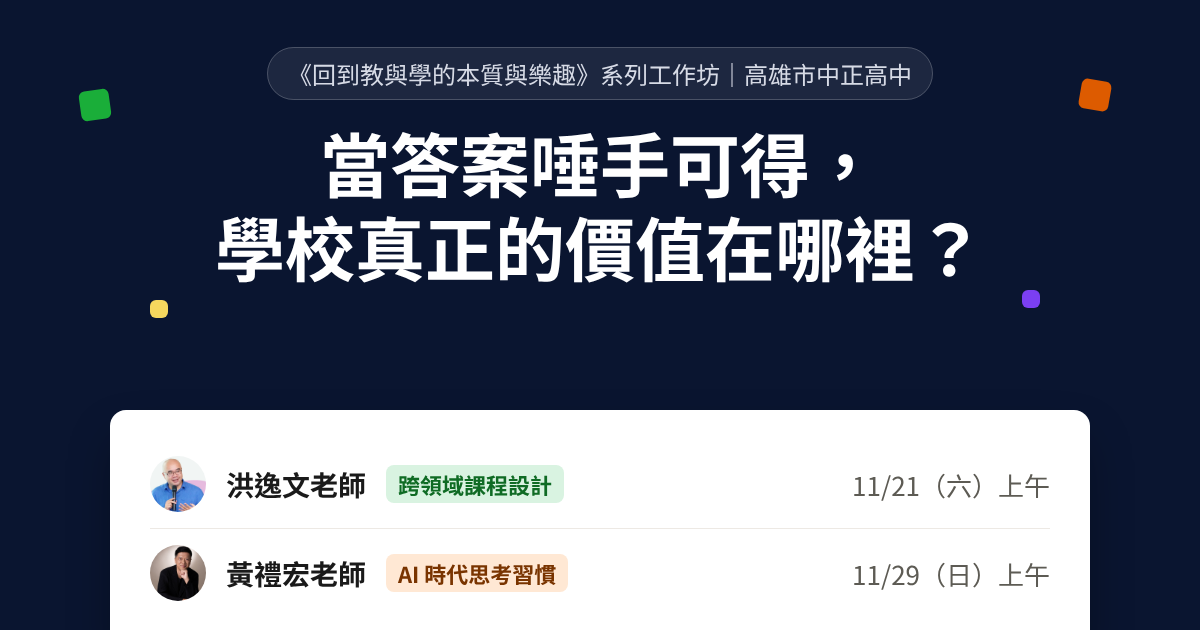 《回到教與學的本質與樂趣》系列工作坊｜高雄市中正高中
當答案唾手可得，
學校真正的價值在哪裡？
洪逸文老師 跨領域課程設計 11/21（六）上午
黃禮宏老師 AI 時代思考習慣 11/29（日）上午